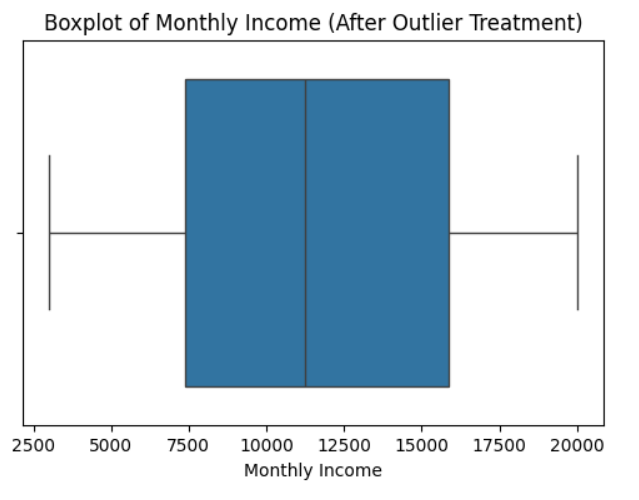 Boxplot of Monthly Income (After Outlier Treatment)
2500 5000 7500 10000 12500 15000 17500 20000
Monthly Income